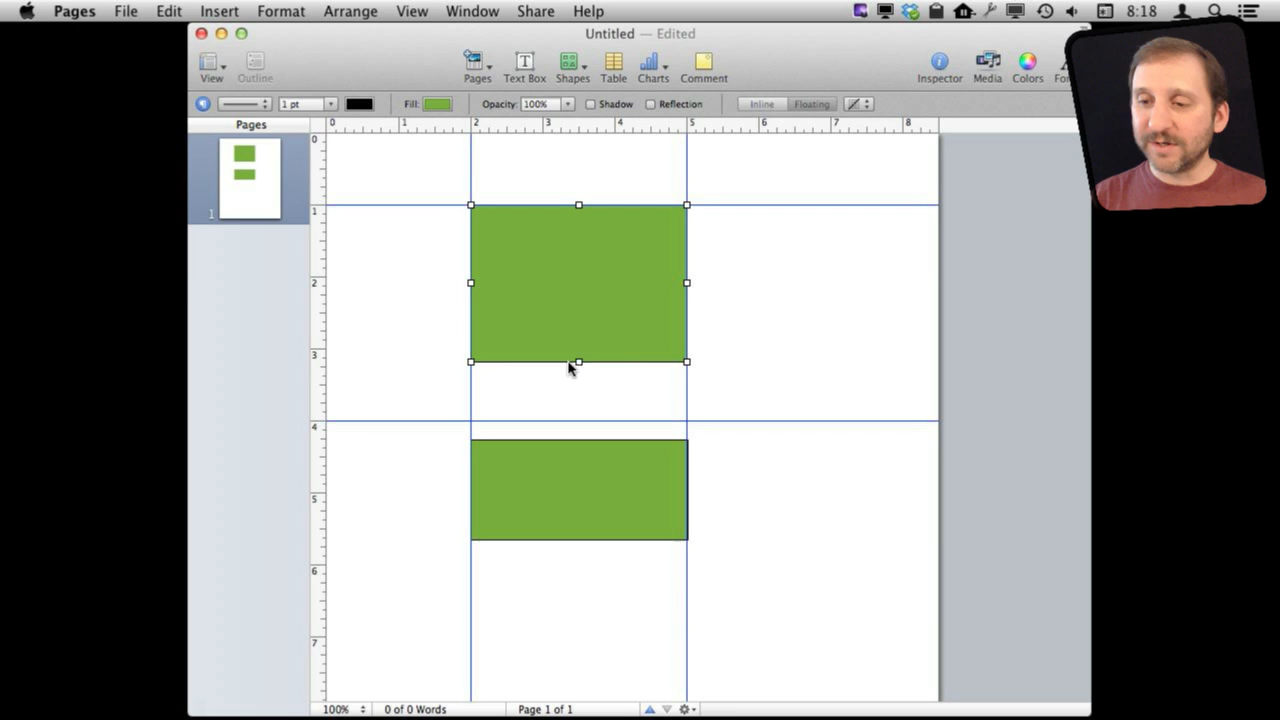 Pages File Edit Insert Format Arrange View Window Share Help 8:18
Untitled — Edited
View Outline Pages Text Box Shapes Table Charts Comment Inspector Media Colors
1 pt Fill: Opacity: 100% Shadow Reflection Inline Floating
Pages 0 1 2 3 4 5 6 7 8
0
1
1
2
3
4
5
6
7
100% 0 of 0 Words Page 1 of 1